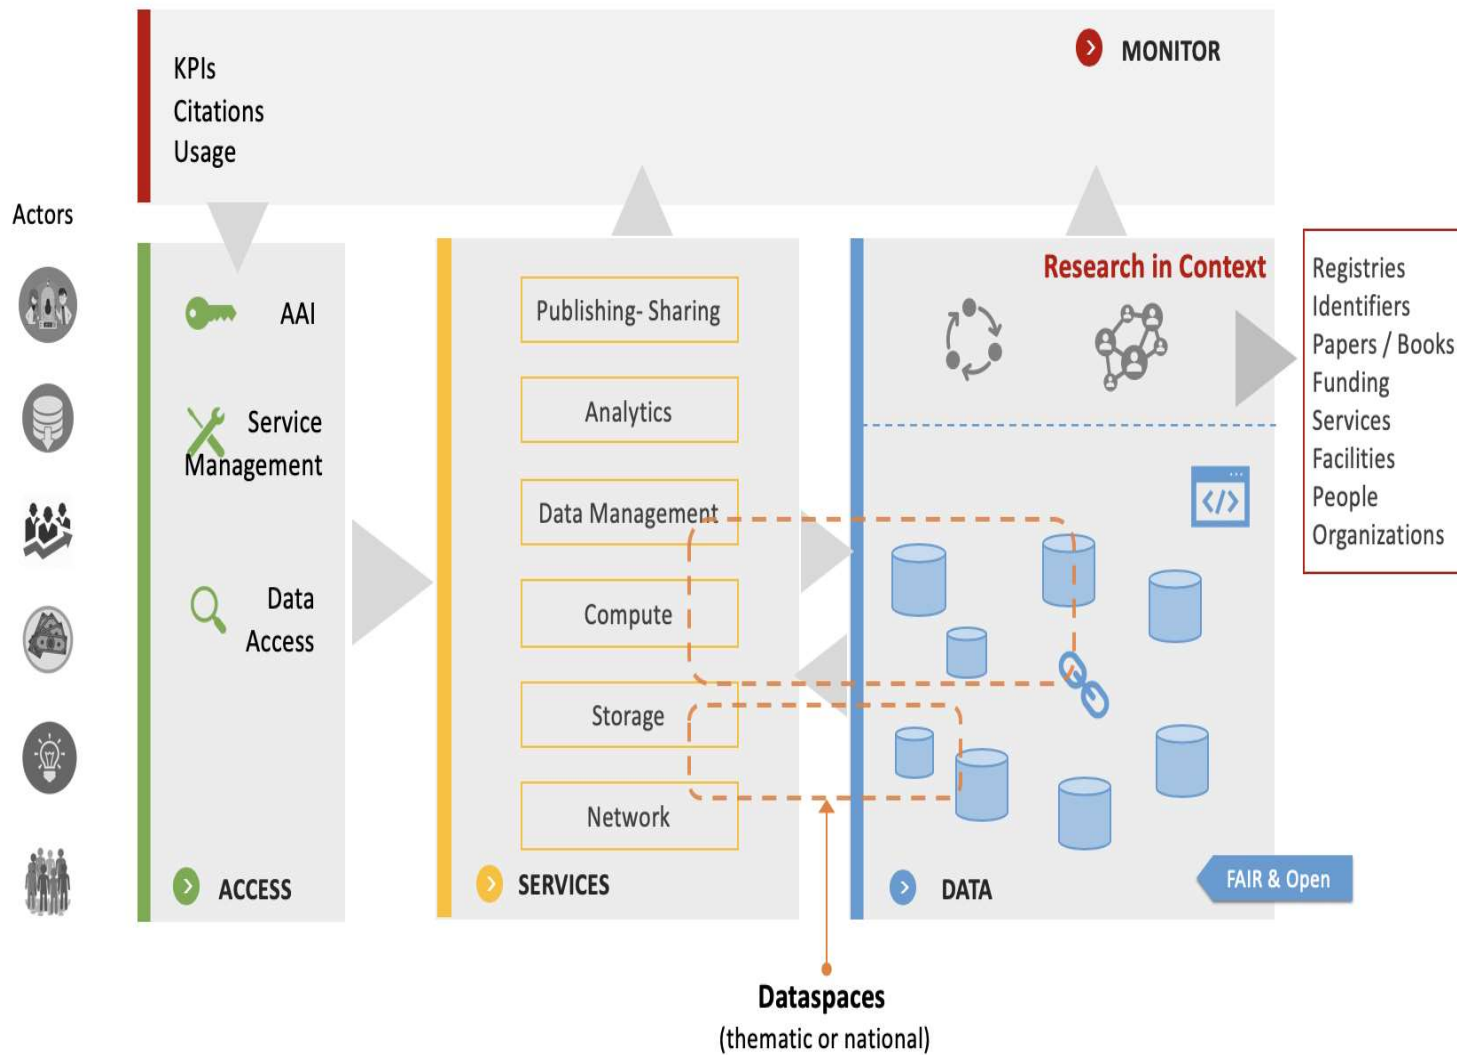 MONITOR
KPIs
Citations
Usage
Actors
AAI
Service
Management
Data
Access
ACCESS
Publishing- Sharing
Analytics
Data Management
Compute
Storage
Network
SERVICES
Research in Context
</>
DATA
FAIR & Open
Registries
Identifiers
Papers / Books
Funding
Services
Facilities
People
Organizations
Dataspaces
(thematic or national)